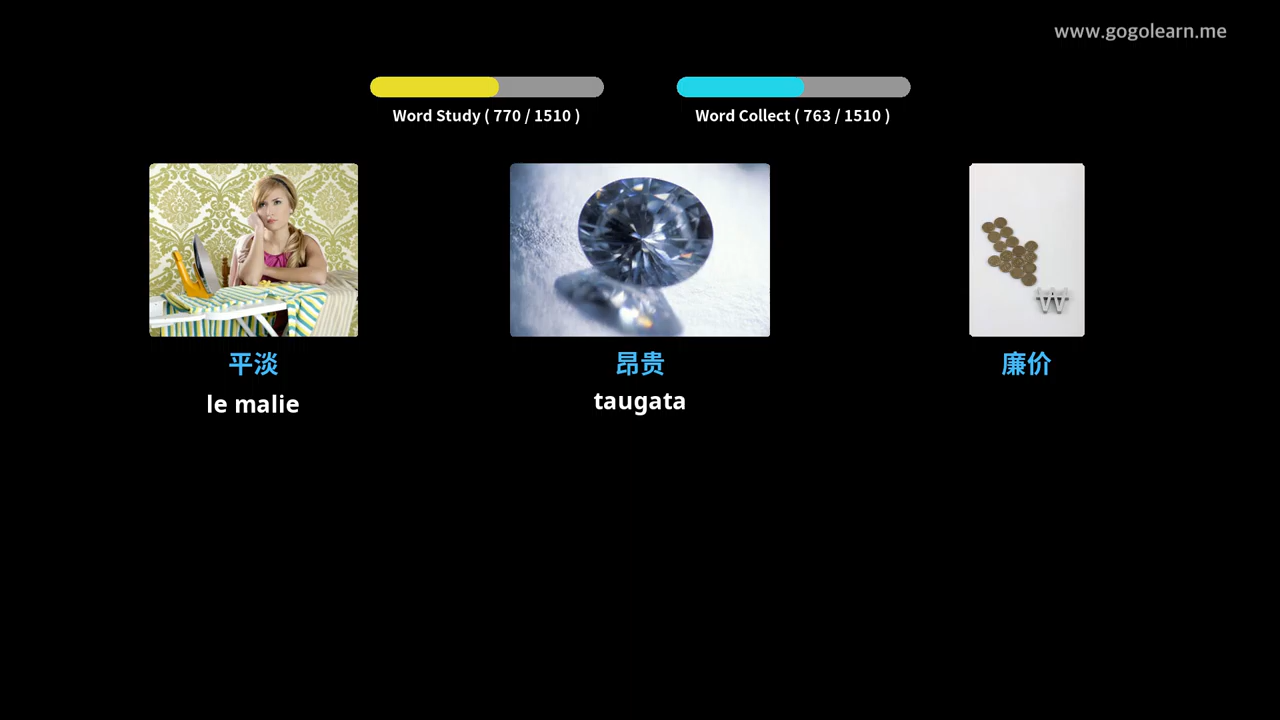 www.gogolearn.me
Word Study ( 770 / 1510 )
Word Collect ( 763 / 1510 )
平淡
昂贵
廉价
le malie
taugata
₩